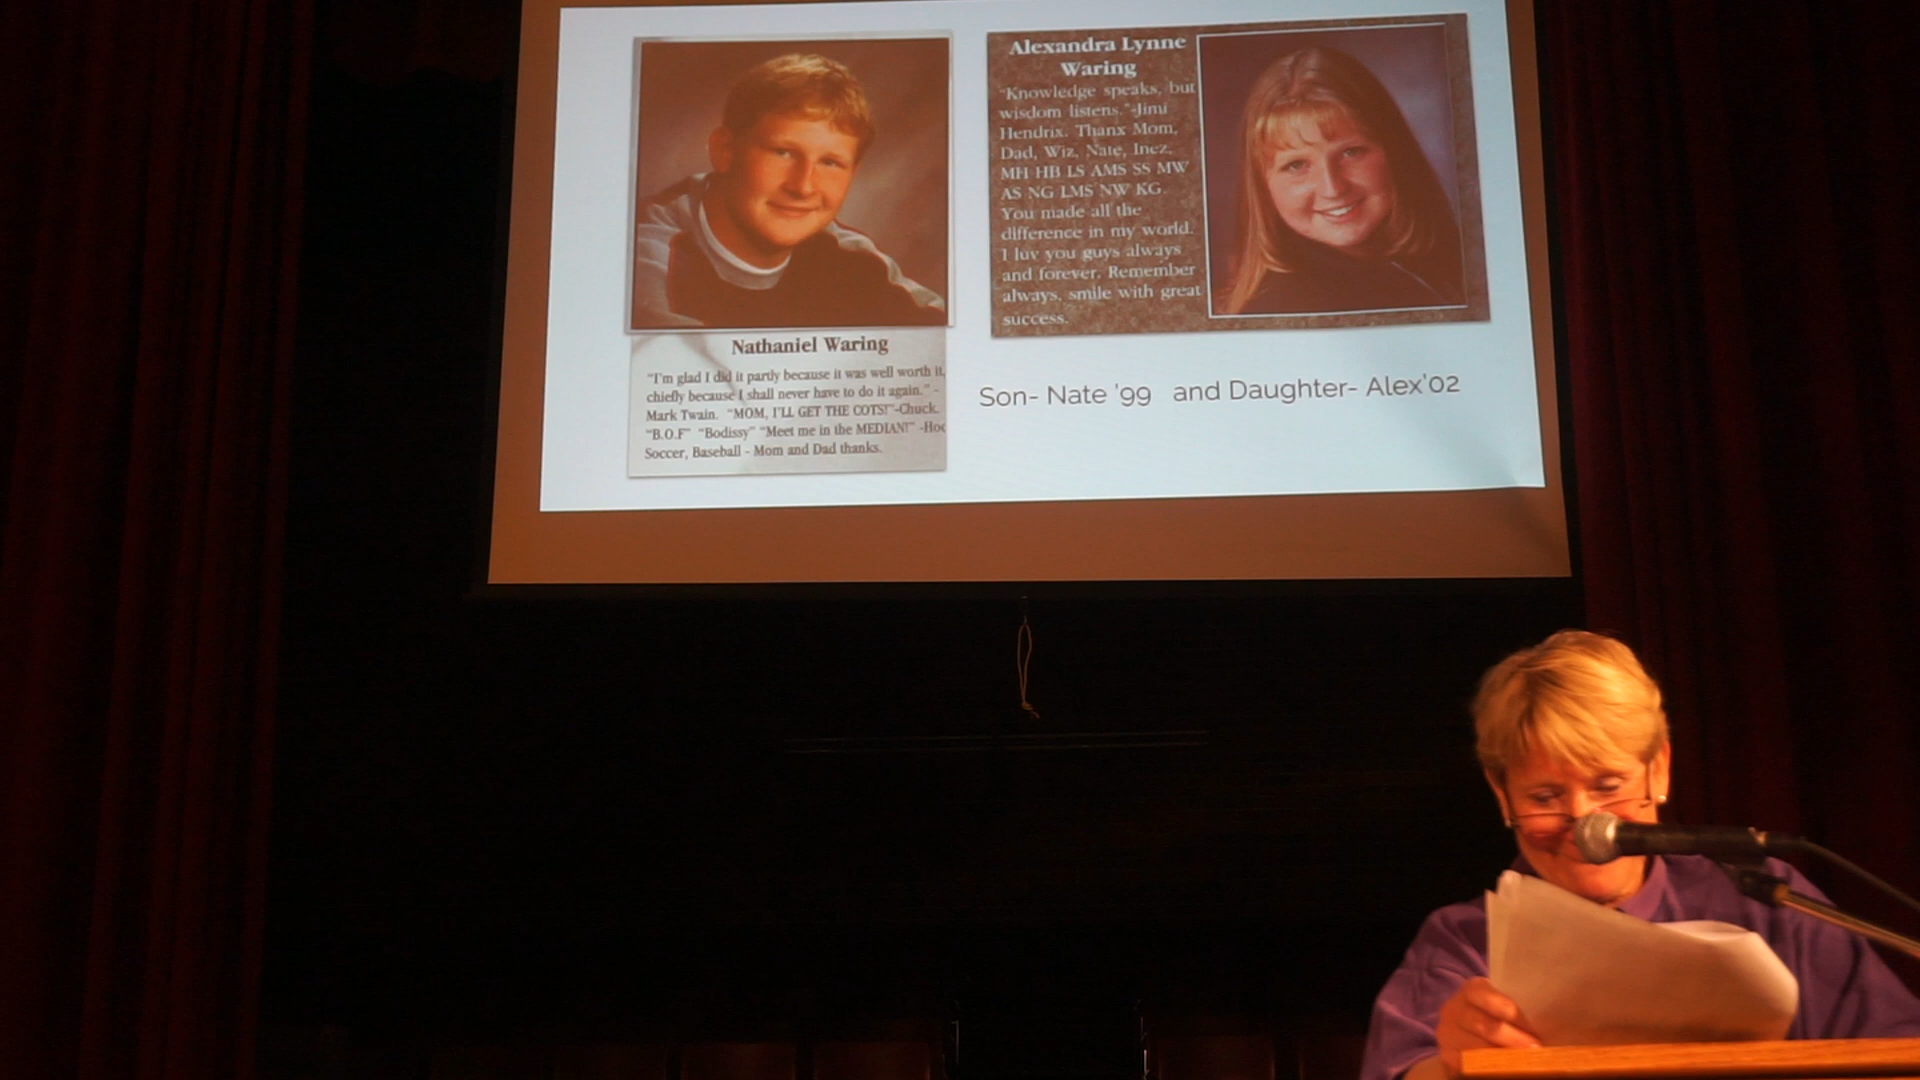 Nathaniel Waring
"I'm glad I did it partly because it was well worth it,
chiefly because I shall never have to do it again." -
Mark Twain. "MOM, I'LL GET THE COTS!"-Chuck.
"B.O.F" "Bodissy" "Meet me in the MEDIAN!" -Hoc
Soccer, Baseball - Mom and Dad thanks.
Alexandra Lynne
Waring
"Knowledge speaks, but
wisdom listens."-Jimi
Hendrix. Thanx Mom,
Dad, Wiz, Nate, Inez,
MH HB LS AMS SS MW
AS NG LMS NW KG.
You made all the
difference in my world.
I luv you guys always
and forever. Remember
always, smile with great
success.
Son- Nate '99 and Daughter- Alex'02